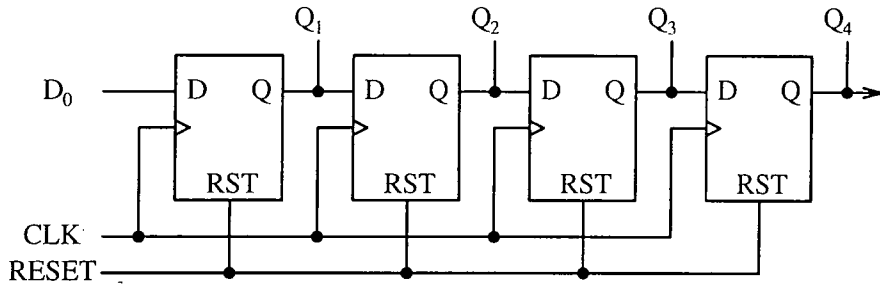 Q1 Q2 Q3 Q4
D0 D Q D Q D Q D Q
RST RST RST RST
CLK
RESET